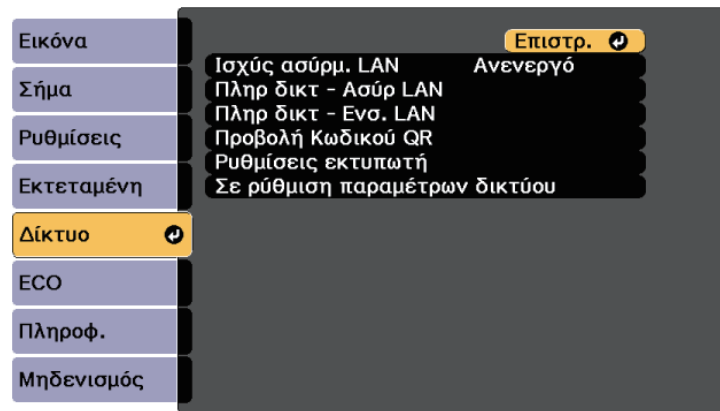 Εικόνα
Σήμα
Ρυθμίσεις
Εκτεταμένη
Δίκτυο
ECO
Πληροφ.
Μηδενισμός
Επιστρ.
Ισχύς ασύρμ. LAN Ανενεργό
Πληρ δικτ - Ασύρ LAN
Πληρ δικτ - Ενσ. LAN
Προβολή Κωδικού QR
Ρυθμίσεις εκτυπωτή
Σε ρύθμιση παραμέτρων δικτύου